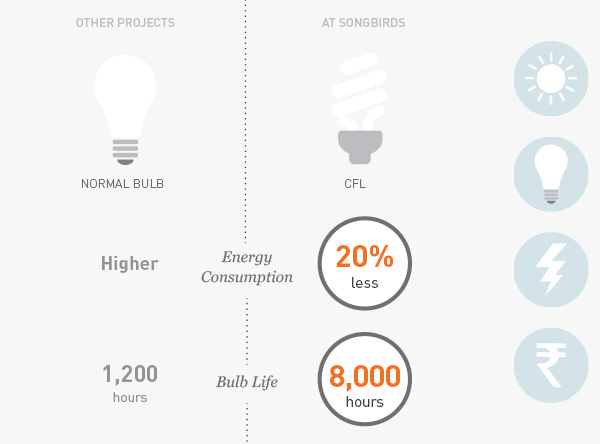 OTHER PROJECTS
AT SONGBIRDS
NORMAL BULB
CFL
Higher
Energy
Consumption
20%
less
1,200
hours
Bulb Life
8,000
hours
₹